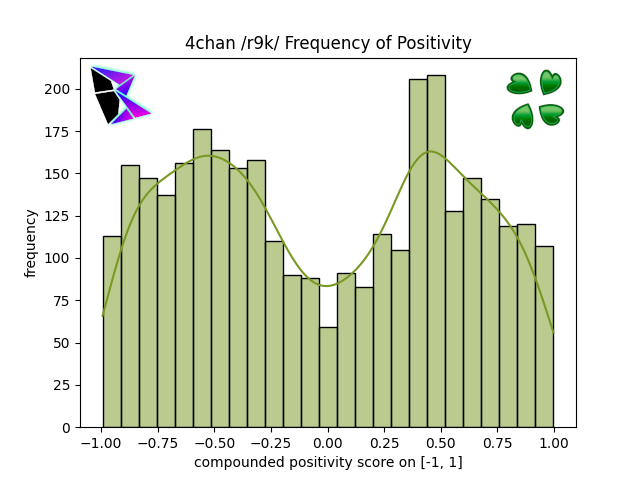 4chan /r9k/ Frequency of Positivity
frequency
200
175
150
125
100
75
50
25
0
−1.00 −0.75 −0.50 −0.25 0.00 0.25 0.50 0.75 1.00
compounded positivity score on [-1, 1]